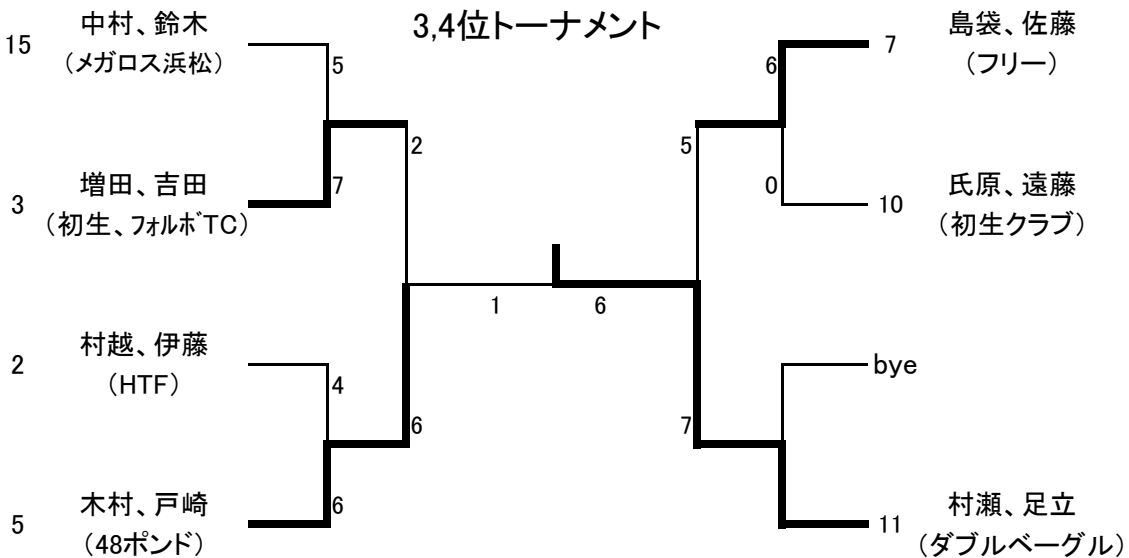 3,4位トーナメント
15
中村、鈴木
(メガロス浜松)
5
3
増田、吉田
(初生、フォルボTC)
7
2
2
村越、伊藤
(HTF)
4
5
木村、戸崎
(48ポンド)
6
6
1
6
島袋、佐藤
(フリー)
7
6
5
氏原、遠藤
(初生クラブ)
10
0
bye
7
村瀬、足立
(ダブルベーグル)
11